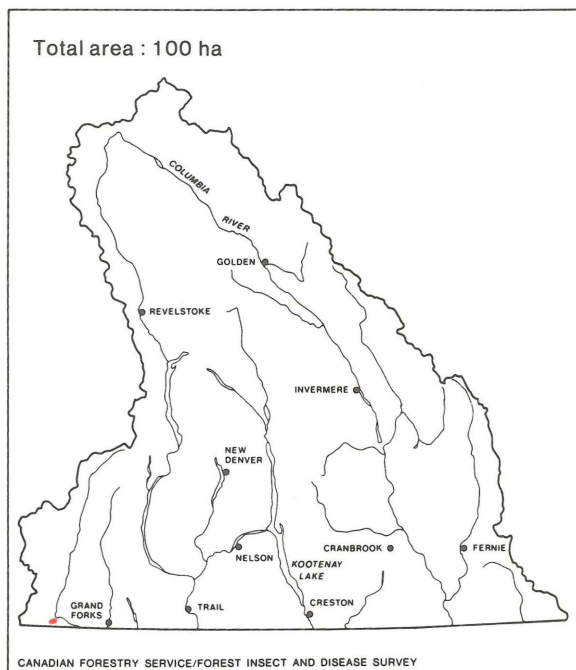 Total area : 100 ha
COLUMBIA
RIVER
GOLDEN
REVELSTOKE
INVERMERE
NEW
DENVER
NELSON
KOOTENAY
LAKE
CRANBROOK
FERNIE
GRAND
FORKS
TRAIL
CRESTON
CANADIAN FORESTRY SERVICE/FOREST INSECT AND DISEASE SURVEY